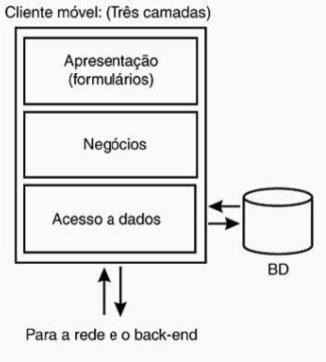 Cliente móvel: (Três camadas)
Apresentação
(formulários)
Negócios
Acesso a dados
BD
Para a rede e o back-end